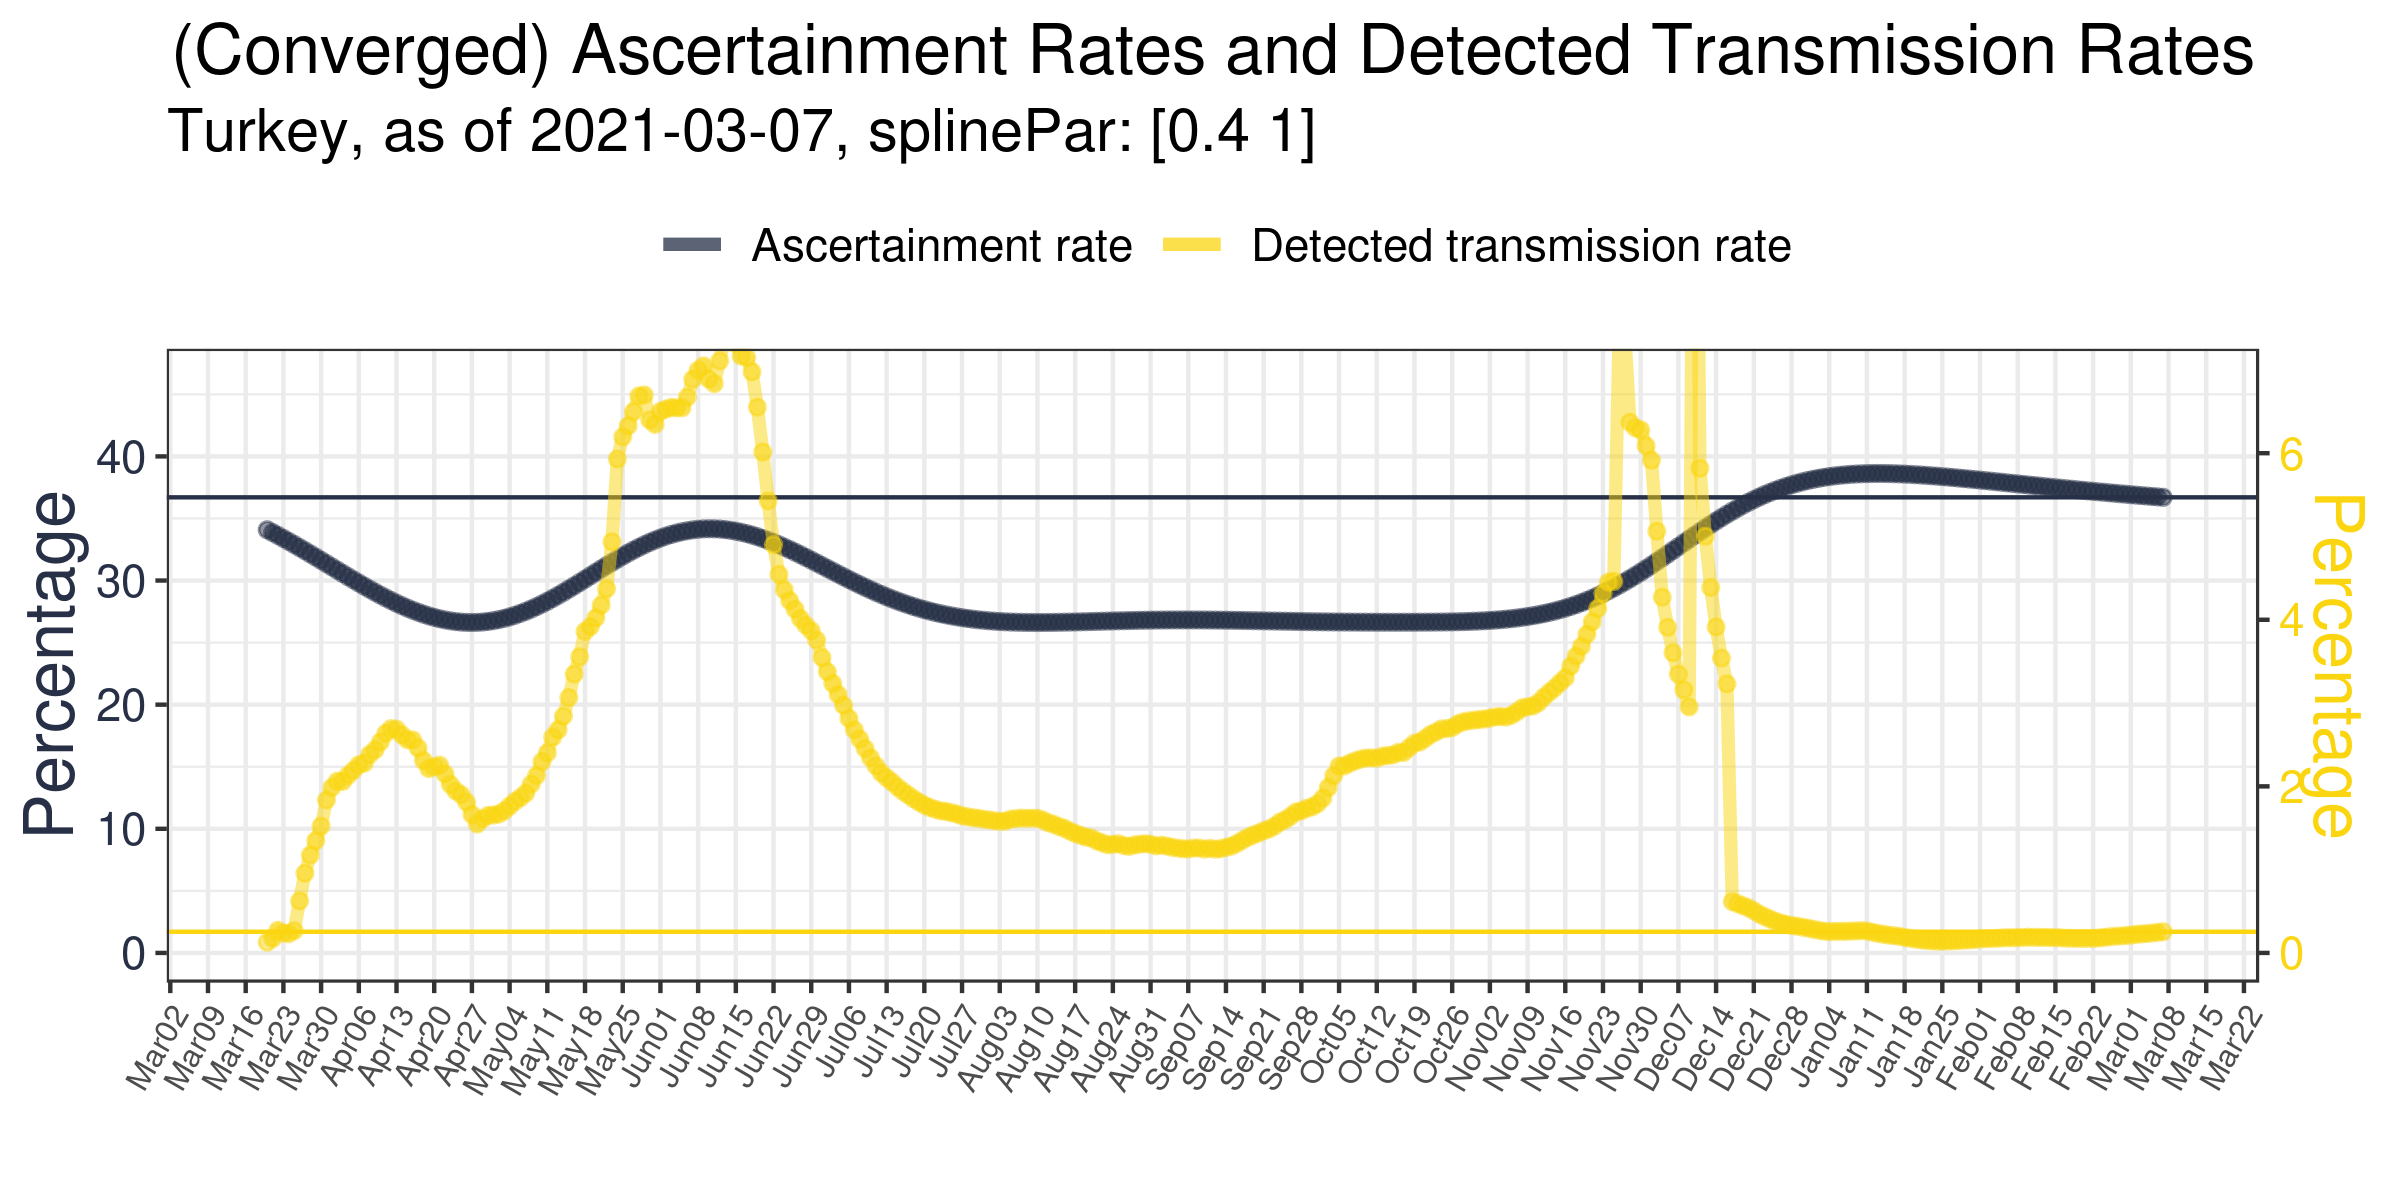 (Converged) Ascertainment Rates and Detected Transmission Rates
Turkey, as of 2021-03-07, splinePar: [0.4 1]
Ascertainment rate Detected transmission rate
Percentage
40
30
20
10
0
6
4
2
0
Percentage
Mar02 Mar09 Mar16 Mar23 Mar30 Apr06 Apr13 Apr20 Apr27 May04 May11 May18 May25 Jun01 Jun08 Jun15 Jun22 Jun29 Jul06 Jul13 Jul20 Jul27 Aug03 Aug10 Aug17 Aug24 Aug31 Sep07 Sep14 Sep21 Sep28 Oct05 Oct12 Oct19 Oct26 Nov02 Nov09 Nov16 Nov23 Nov30 Dec07 Dec14 Dec21 Dec28 Jan04 Jan11 Jan18 Jan25 Feb01 Feb08 Feb15 Feb22 Mar01 Mar08 Mar15 Mar22